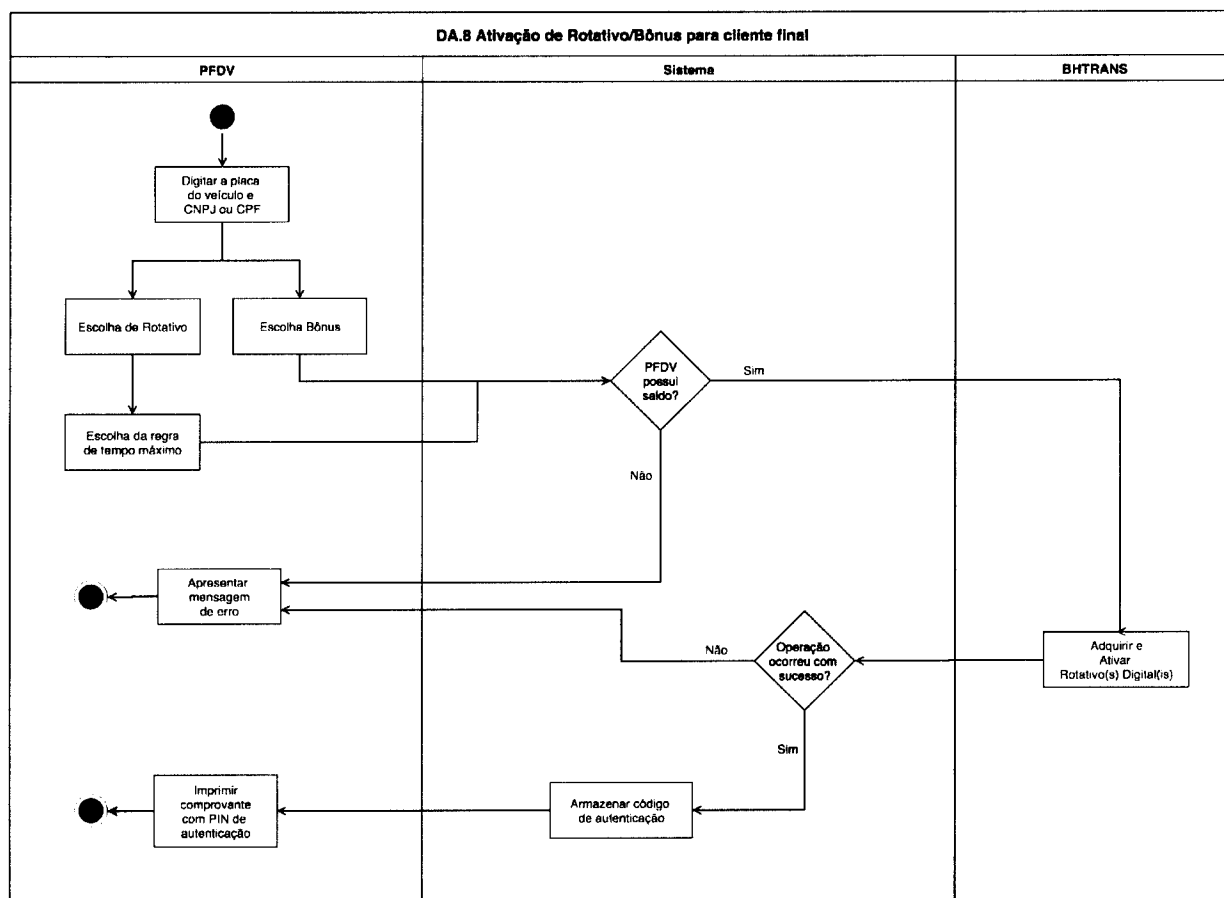 DA.8 Ativação de Rotativo/Bônus para cliente final
PFDV
Sistema
BHTRANS
Digitar a placa
do veículo e
CNPJ ou CPF
Escolha de Rotativo
Escolha Bônus
Escolha da regra
de tempo máximo
PFDV
possui
saldo?
Sim
Não
Apresentar
mensagem
de erro
Não
Operação
ocorreu com
sucesso?
Adquirir e
Ativar
Rotativo(s) Digital(is)
Sim
Imprimir
comprovante
com PIN de
autenticação
Armazenar código
de autenticação